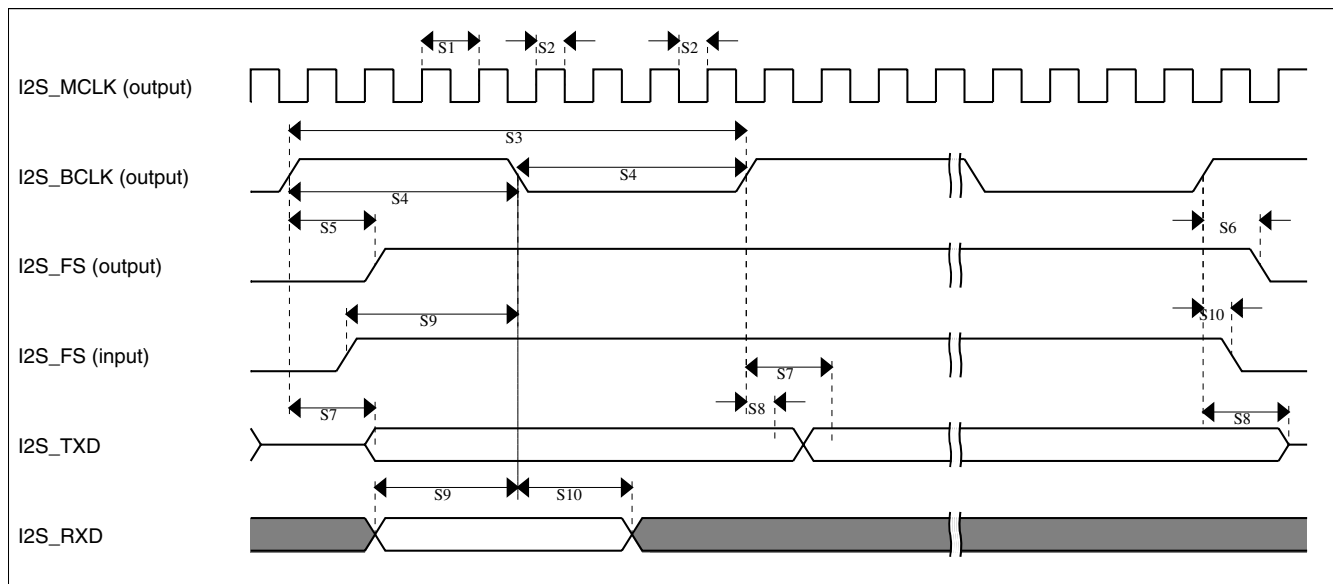 S1 S2 S2
I2S_MCLK (output)
S3
I2S_BCLK (output)
S4
S4
S5 S6
I2S_FS (output)
S9 S10
I2S_FS (input)
S7
S7 S8 S8
I2S_TXD
S9 S10
I2S_RXD